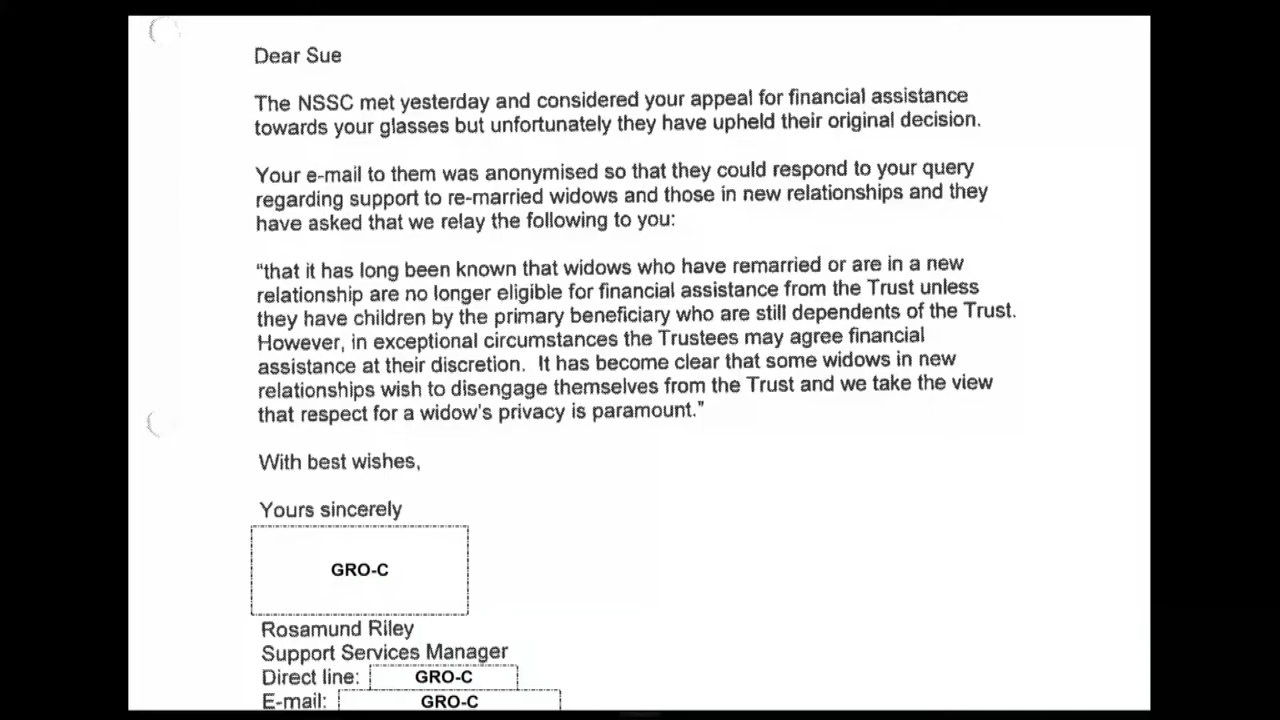 Dear Sue
The NSSC met yesterday and considered your appeal for financial assistance
towards your glasses but unfortunately they have upheld their original decision.
Your e-mail to them was anonymised so that they could respond to your query
regarding support to re-married widows and those in new relationships and they
have asked that we relay the following to you:
“that it has long been known that widows who have remarried or are in a new
relationship are no longer eligible for financial assistance from the Trust unless
they have children by the primary beneficiary who are still dependents of the Trust.
However, in exceptional circumstances the Trustees may agree financial
assistance at their discretion.  It has become clear that some widows in new
relationships wish to disengage themselves from the Trust and we take the view
that respect for a widow's privacy is paramount.”
With best wishes,
Yours sincerely
GRO-C
Rosamund Riley
Support Services Manager
Direct line: GRO-C
E-mail: GRO-C